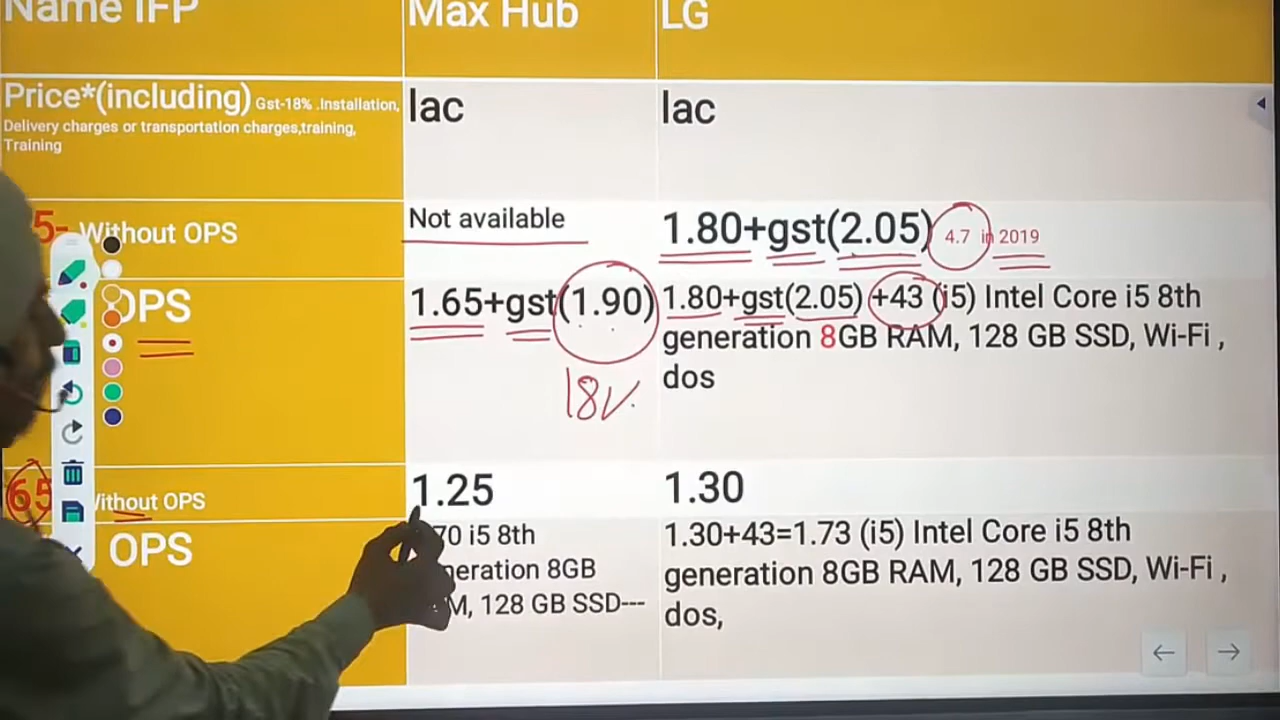 Name IFP
Max Hub
LG
Price*(including) Gst-18% .Installation,
Delivery charges or transportation charges,training,
Training
lac
lac
5- Without OPS
Not available
1.80+gst(2.05)
4.7 in 2019
OPS
1.65+gst(1.90)
18
1.80+gst(2.05) +43 (i5) Intel Core i5 8th
generation 8GB RAM, 128 GB SSD, Wi-Fi ,
dos
65
Without OPS
1.25
1.30
OPS
70 i5 8th
neration 8GB
M, 128 GB SSD---
1.30+43=1.73 (i5) Intel Core i5 8th
generation 8GB RAM, 128 GB SSD, Wi-Fi ,
dos,